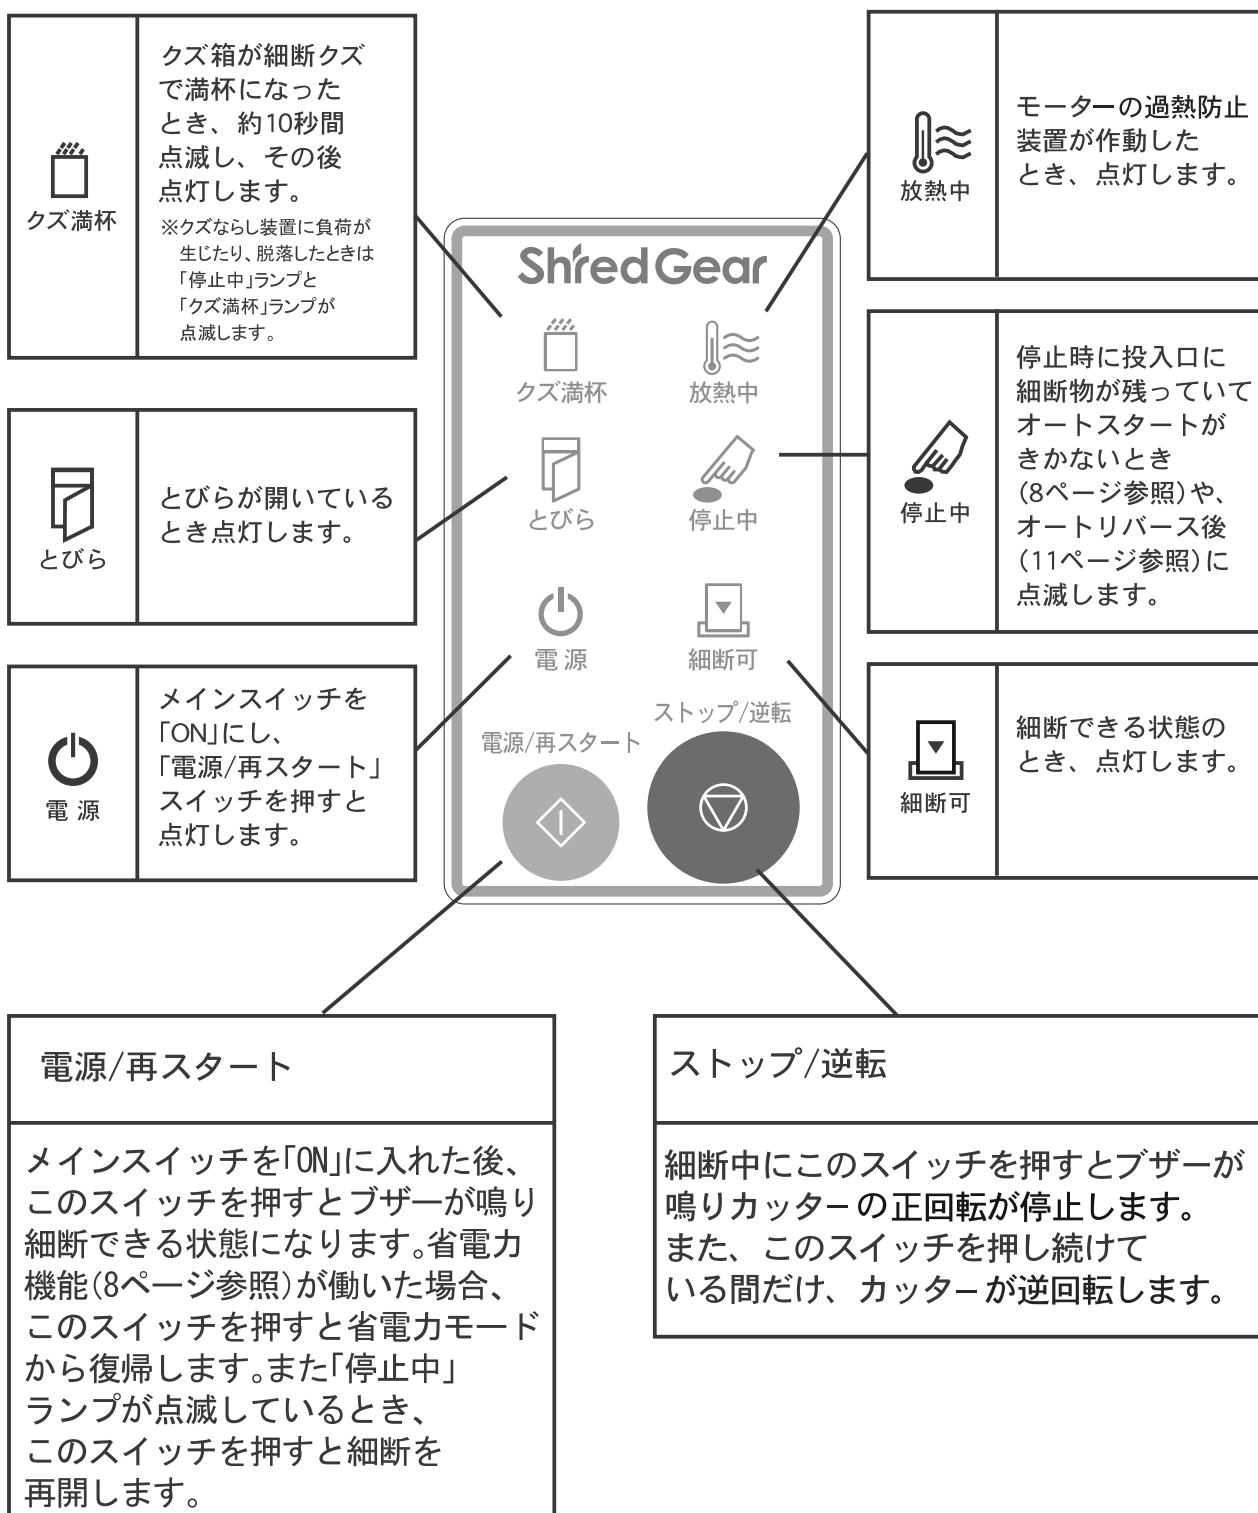 クズ満杯
クズ箱が細断クズ
で満杯になった
とき、約10秒間
点滅し、その後
点灯します。
※クズならし装置に負荷が
生じたり、脱落したときは
「停止中」ランプと
「クズ満杯」ランプが
点滅します。
とびら
とびらが開いている
とき点灯します。
電源
メインスイッチを
「ON」にし、
「電源/再スタート」
スイッチを押すと
点灯します。
ShredGear
クズ満杯
放熱中
とびら
停止中
電源
細断可
ストップ/逆転
電源/再スタート
放熱中
モーターの過熱防止
装置が作動した
とき、点灯します。
停止中
停止時に投入口に
細断物が残っていて
オートスタートが
きかないとき
(8ページ参照)や、
オートリバース後
(11ページ参照)に
点滅します。
細断可
細断できる状態の
とき、点灯します。
電源/再スタート
メインスイッチを「ON」に入れた後、
このスイッチを押すとブザーが鳴り
細断できる状態になります。省電力
機能(8ページ参照)が働いた場合、
このスイッチを押すと省電力モード
から復帰します。また「停止中」
ランプが点滅しているとき、
このスイッチを押すと細断を
再開します。
ストップ/逆転
細断中にこのスイッチを押すとブザーが
鳴りカッターの正回転が停止します。
また、このスイッチを押し続けて
いる間だけ、カッターが逆回転します。